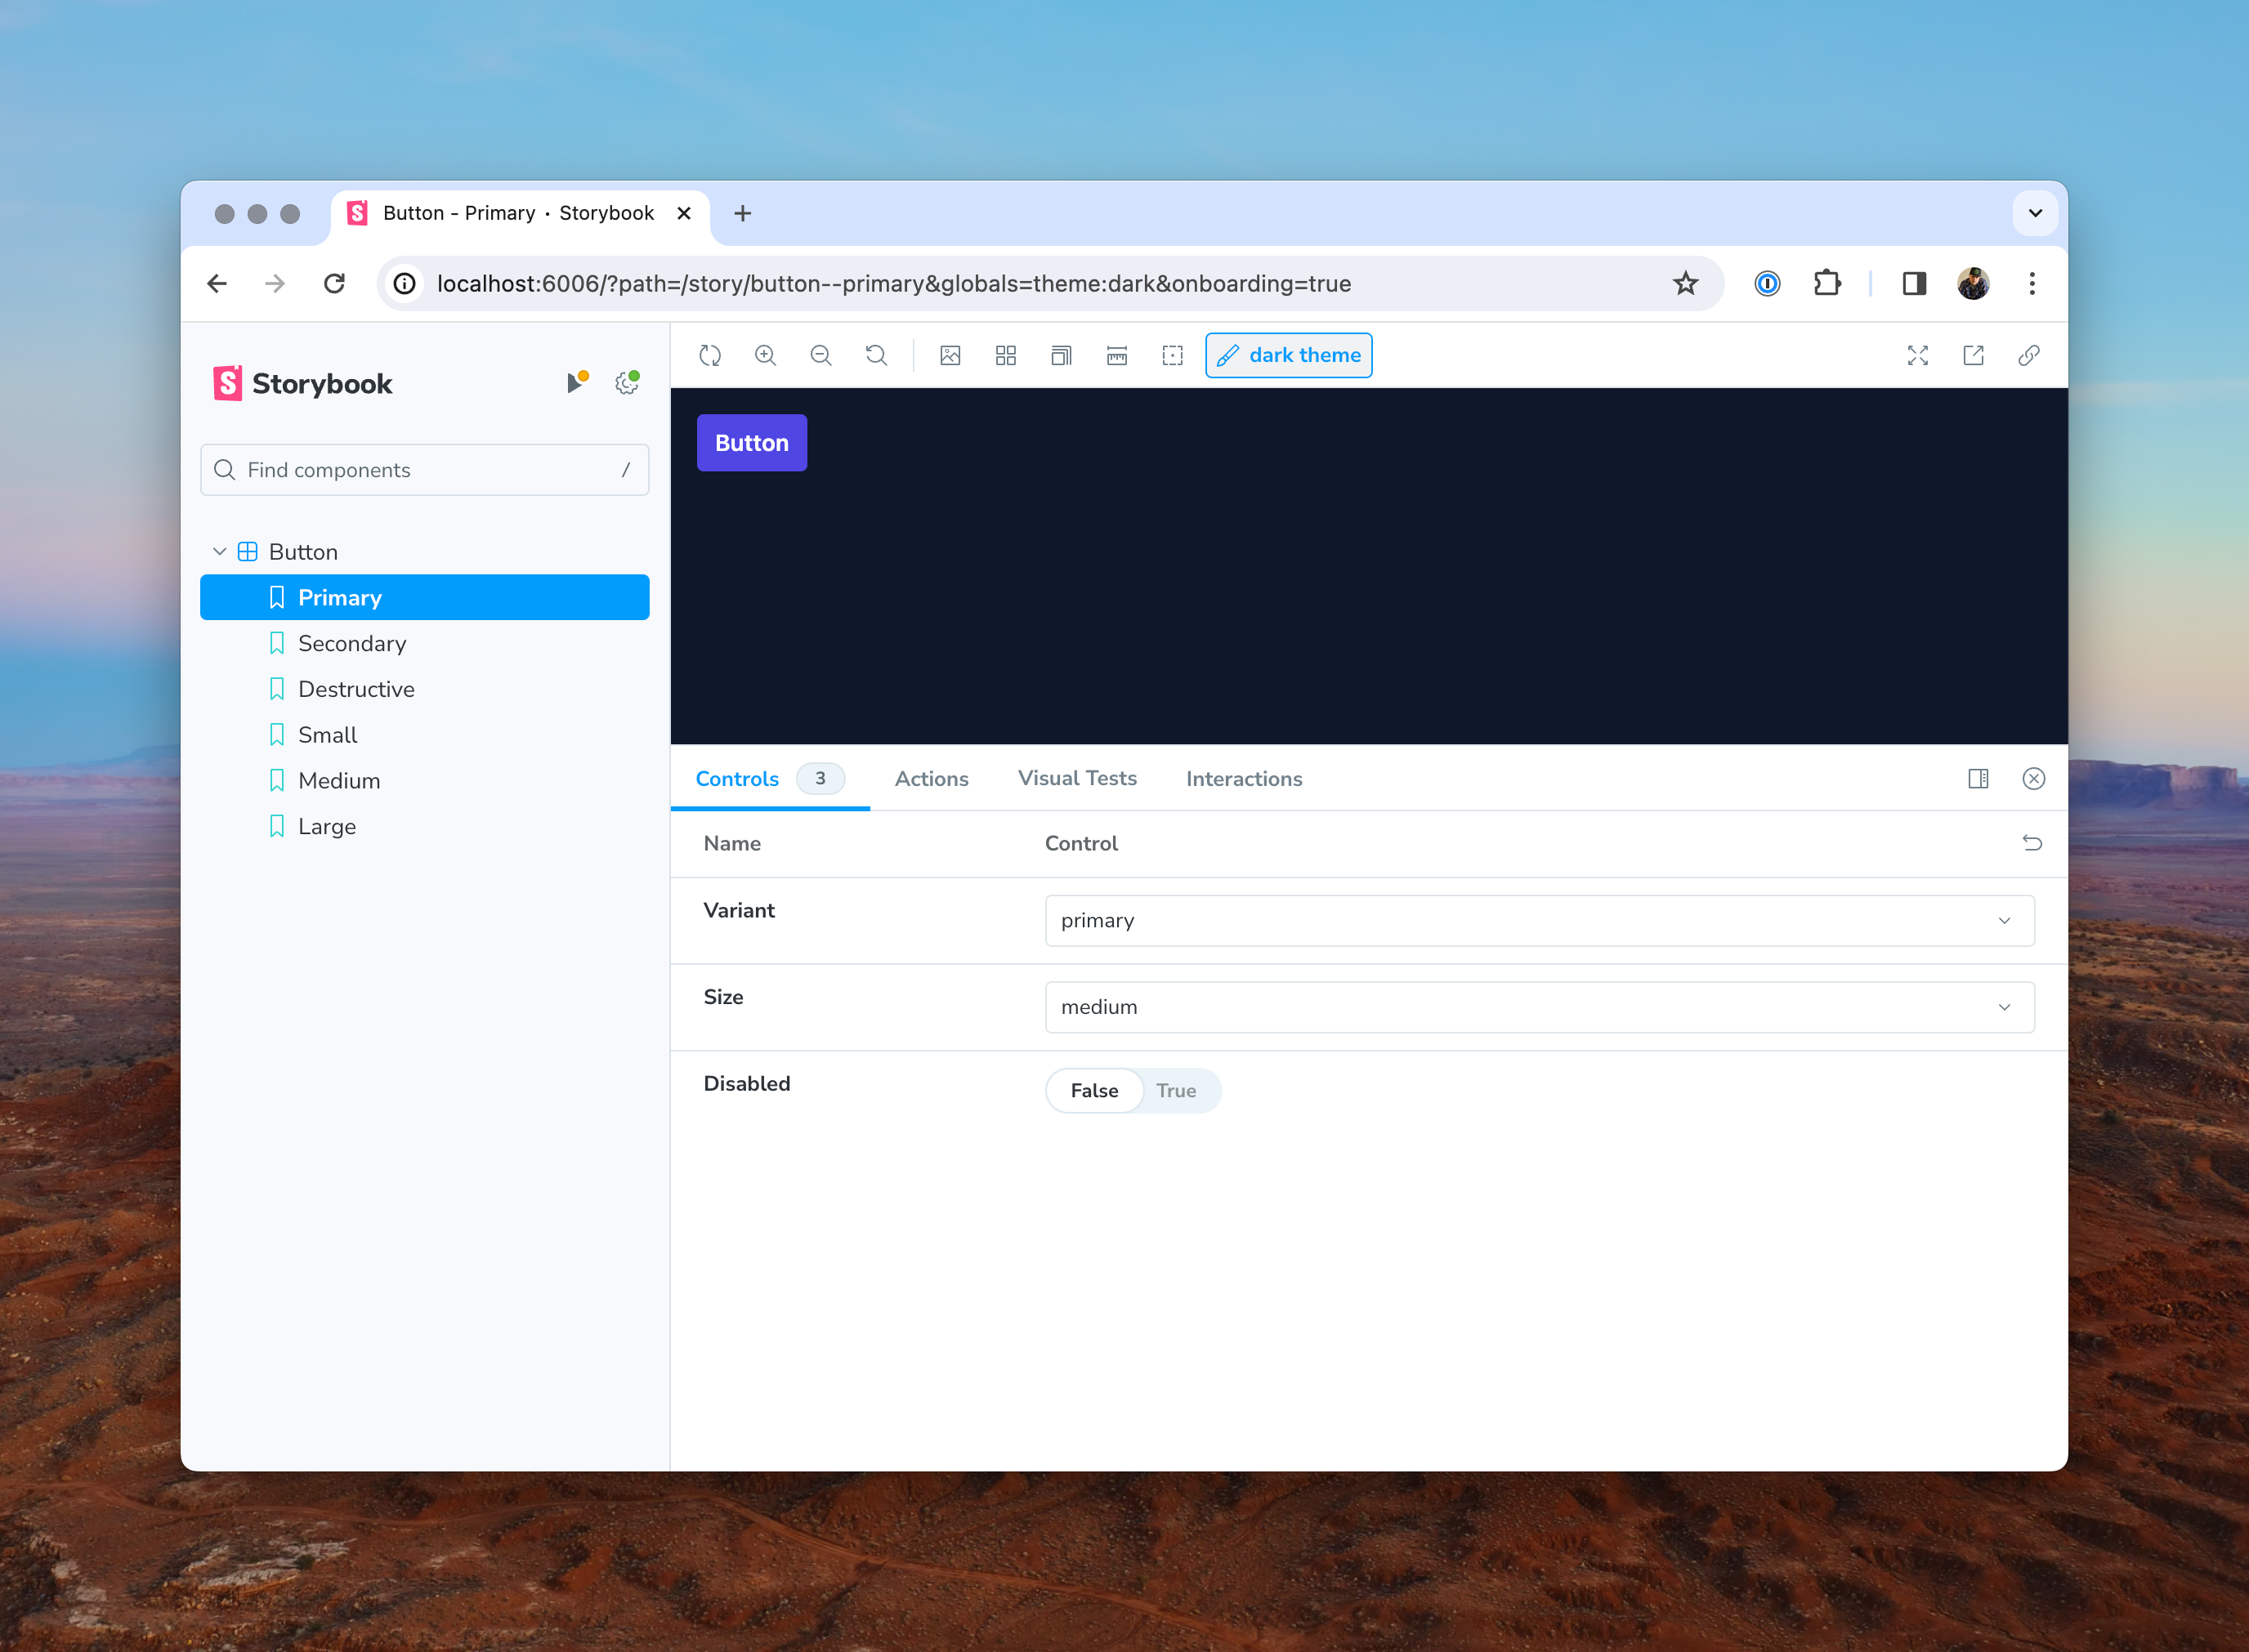 Button - Primary • Storybook
localhost:6006/?path=/story/button--primary&globals=theme:dark&onboarding=true
Storybook
dark theme
Find components
/
Button
Button
Primary
Secondary
Destructive
Small
Medium
Large
Controls 3 Actions Visual Tests Interactions
Name Control
Variant primary
Size medium
Disabled False True